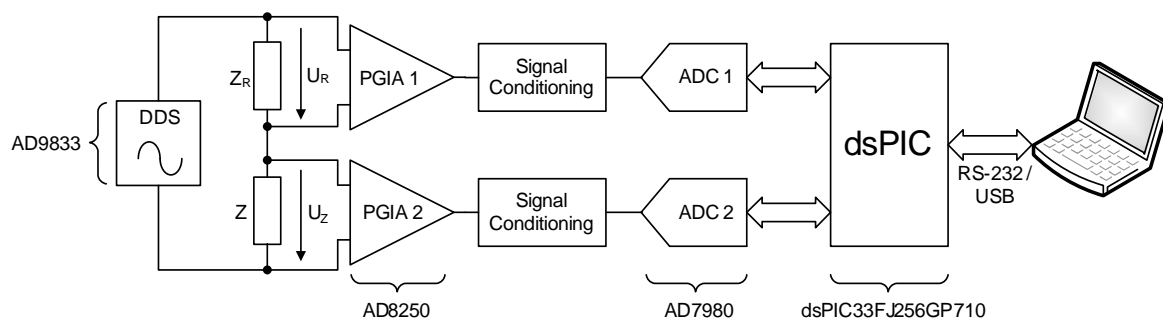 AD9833
DDS
Z_R
U_R
PGIA 1
Signal
Conditioning
ADC 1
dsPIC
RS-232 /
USB
Z
U_Z
PGIA 2
Signal
Conditioning
ADC 2
AD8250
AD7980
dsPIC33FJ256GP710